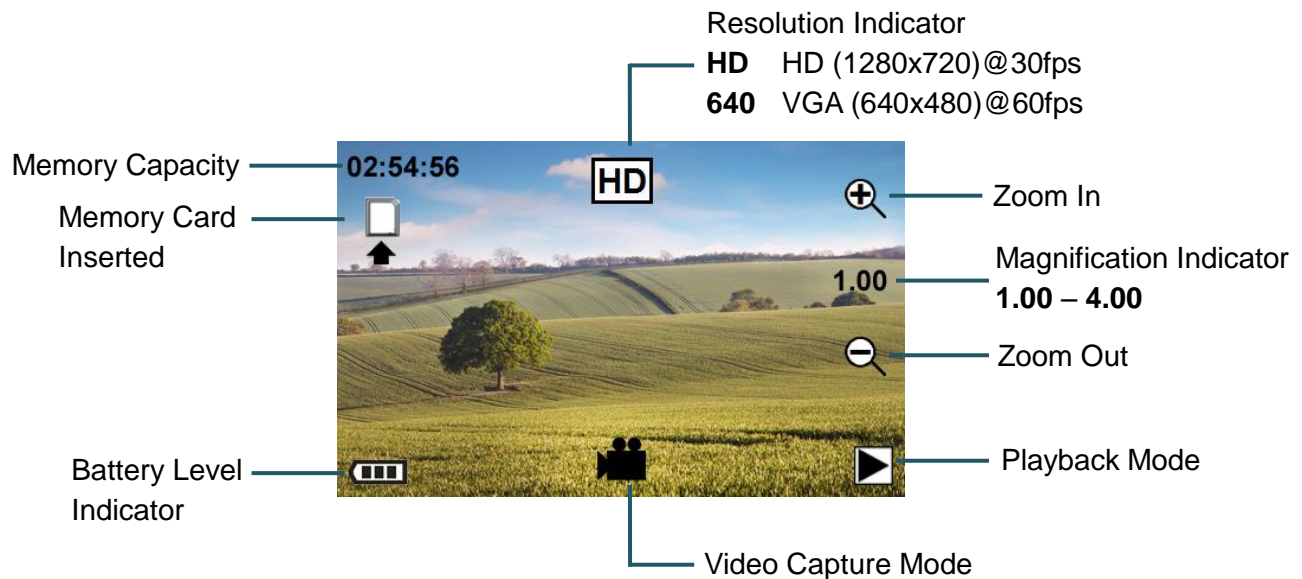 Resolution Indicator
HD HD (1280x720)@30fps
640 VGA (640x480)@60fps
Memory Capacity
02:54:56
HD
Zoom In
Memory Card
Inserted
Magnification Indicator
1.00
1.00 – 4.00
Zoom Out
Battery Level
Indicator
Playback Mode
Video Capture Mode